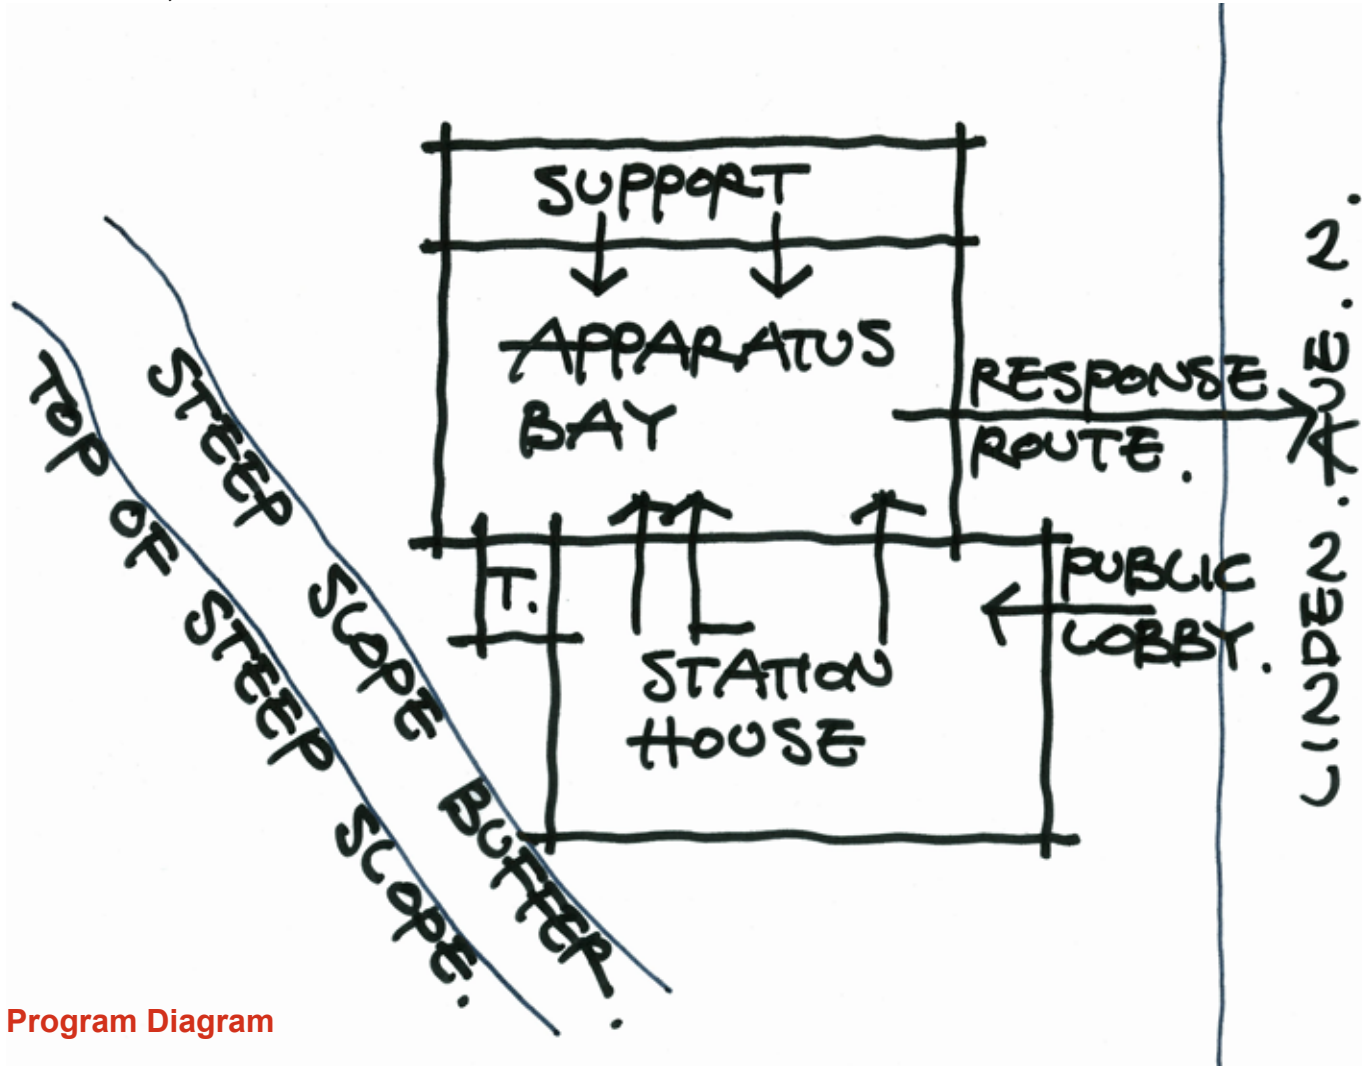 SUPPORT
APPARATUS
BAY
RESPONSE
ROUTE.
T.
PUBLIC
LOBBY.
STATION
HOUSE
STEEP SLOPE BUFFER.
TOP OF STEEP SLOPE.
LINDEN. AVE. N.
Program Diagram